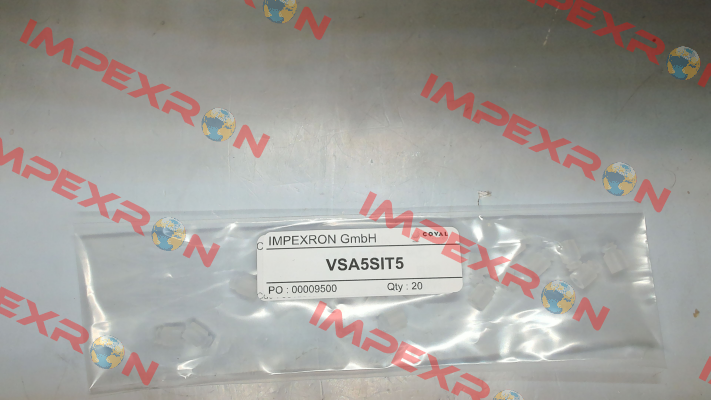 IMPEXRON
IMPEXRON
IMPEXRON
IMPEXRON
IMPEXRON
IMPEXRON GmbH
COVAL
VSA5SIT5
PO : 00009500 Qty : 20
IMPEXRON
IMPEXRON
IMPEXRON